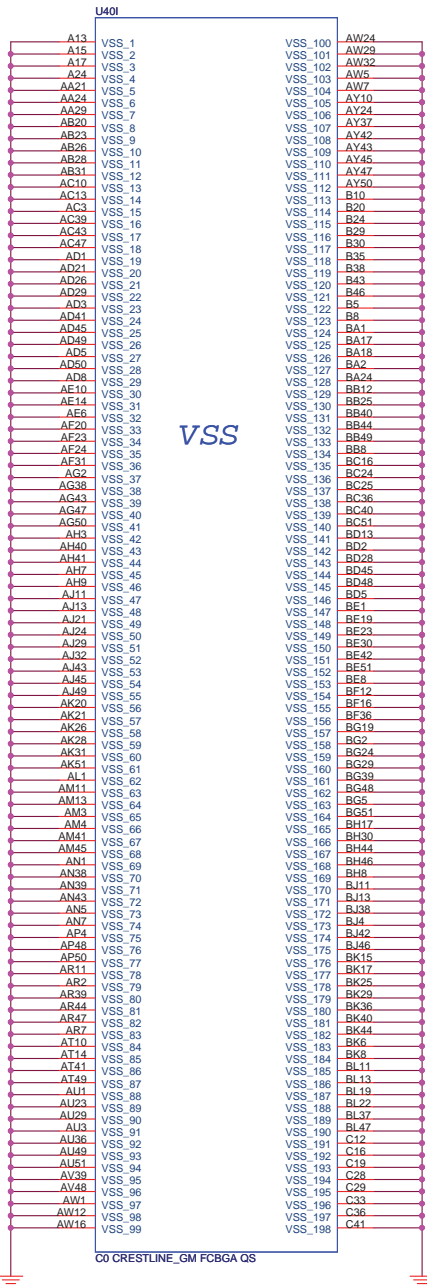 U40I
A13 VSS_1 VSS_100 AW24
A15 VSS_2 VSS_101 AW29
A17 VSS_3 VSS_102 AW32
A24 VSS_4 VSS_103 AW5
AA21 VSS_5 VSS_104 AW7
AA24 VSS_6 VSS_105 AY10
AA29 VSS_7 VSS_106 AY24
AB20 VSS_8 VSS_107 AY37
AB23 VSS_9 VSS_108 AY42
AB26 VSS_10 VSS_109 AY43
AB28 VSS_11 VSS_110 AY45
AB31 VSS_12 VSS_111 AY47
AC10 VSS_13 VSS_112 AY50
AC13 VSS_14 VSS_113 B10
AC3 VSS_15 VSS_114 B20
AC39 VSS_16 VSS_115 B24
AC43 VSS_17 VSS_116 B29
AC47 VSS_18 VSS_117 B30
AD1 VSS_19 VSS_118 B35
AD21 VSS_20 VSS_119 B38
AD26 VSS_21 VSS_120 B43
AD29 VSS_22 VSS_121 B46
AD3 VSS_23 VSS_122 B5
AD41 VSS_24 VSS_123 B8
AD45 VSS_25 VSS_124 BA1
AD49 VSS_26 VSS_125 BA17
AD5 VSS_27 VSS_126 BA18
AD50 VSS_28 VSS_127 BA2
AD8 VSS_29 VSS_128 BA24
AE10 VSS_30 VSS_129 BB12
AE14 VSS_31 VSS_130 BB25
AE6 VSS_32 VSS_131 BB40
AF20 VSS_33 VSS_132 BB44
VSS
AF23 VSS_34 VSS_133 BB49
AF24 VSS_35 VSS_134 BB8
AF31 VSS_36 VSS_135 BC16
AG2 VSS_37 VSS_136 BC24
AG38 VSS_38 VSS_137 BC25
AG43 VSS_39 VSS_138 BC36
AG47 VSS_40 VSS_139 BC40
AG50 VSS_41 VSS_140 BC51
AH3 VSS_42 VSS_141 BD13
AH40 VSS_43 VSS_142 BD2
AH41 VSS_44 VSS_143 BD28
AH7 VSS_45 VSS_144 BD45
AH9 VSS_46 VSS_145 BD48
AJ11 VSS_47 VSS_146 BD5
AJ13 VSS_48 VSS_147 BE1
AJ21 VSS_49 VSS_148 BE19
AJ24 VSS_50 VSS_149 BE23
AJ29 VSS_51 VSS_150 BE30
AJ32 VSS_52 VSS_151 BE42
AJ43 VSS_53 VSS_152 BE51
AJ45 VSS_54 VSS_153 BE8
AJ49 VSS_55 VSS_154 BF12
AK20 VSS_56 VSS_155 BF16
AK21 VSS_57 VSS_156 BF36
AK26 VSS_58 VSS_157 BG19
AK28 VSS_59 VSS_158 BG2
AK31 VSS_60 VSS_159 BG24
AK51 VSS_61 VSS_160 BG29
AL1 VSS_62 VSS_161 BG39
AM11 VSS_63 VSS_162 BG48
AM13 VSS_64 VSS_163 BG5
AM3 VSS_65 VSS_164 BG51
AM4 VSS_66 VSS_165 BH17
AM41 VSS_67 VSS_166 BH30
AM45 VSS_68 VSS_167 BH44
AN1 VSS_69 VSS_168 BH46
AN38 VSS_70 VSS_169 BH8
AN39 VSS_71 VSS_170 BJ11
AN43 VSS_72 VSS_171 BJ13
AN5 VSS_73 VSS_172 BJ38
AN7 VSS_74 VSS_173 BJ4
AP4 VSS_75 VSS_174 BJ42
AP48 VSS_76 VSS_175 BJ46
AP50 VSS_77 VSS_176 BK15
AR11 VSS_78 VSS_177 BK17
AR2 VSS_79 VSS_178 BK25
AR39 VSS_80 VSS_179 BK29
AR44 VSS_81 VSS_180 BK36
AR47 VSS_82 VSS_181 BK40
AR7 VSS_83 VSS_182 BK44
AT10 VSS_84 VSS_183 BK6
AT14 VSS_85 VSS_184 BK8
AT41 VSS_86 VSS_185 BL11
AT49 VSS_87 VSS_186 BL13
AU1 VSS_88 VSS_187 BL19
AU23 VSS_89 VSS_188 BL22
AU29 VSS_90 VSS_189 BL37
AU3 VSS_91 VSS_190 BL47
AU36 VSS_92 VSS_191 C12
AU49 VSS_93 VSS_192 C16
AU51 VSS_94 VSS_193 C19
AV39 VSS_95 VSS_194 C28
AV48 VSS_96 VSS_195 C29
AW1 VSS_97 VSS_196 C33
AW12 VSS_98 VSS_197 C36
AW16 VSS_99 VSS_198 C41
C0 CRESTLINE_GM FCBGA QS